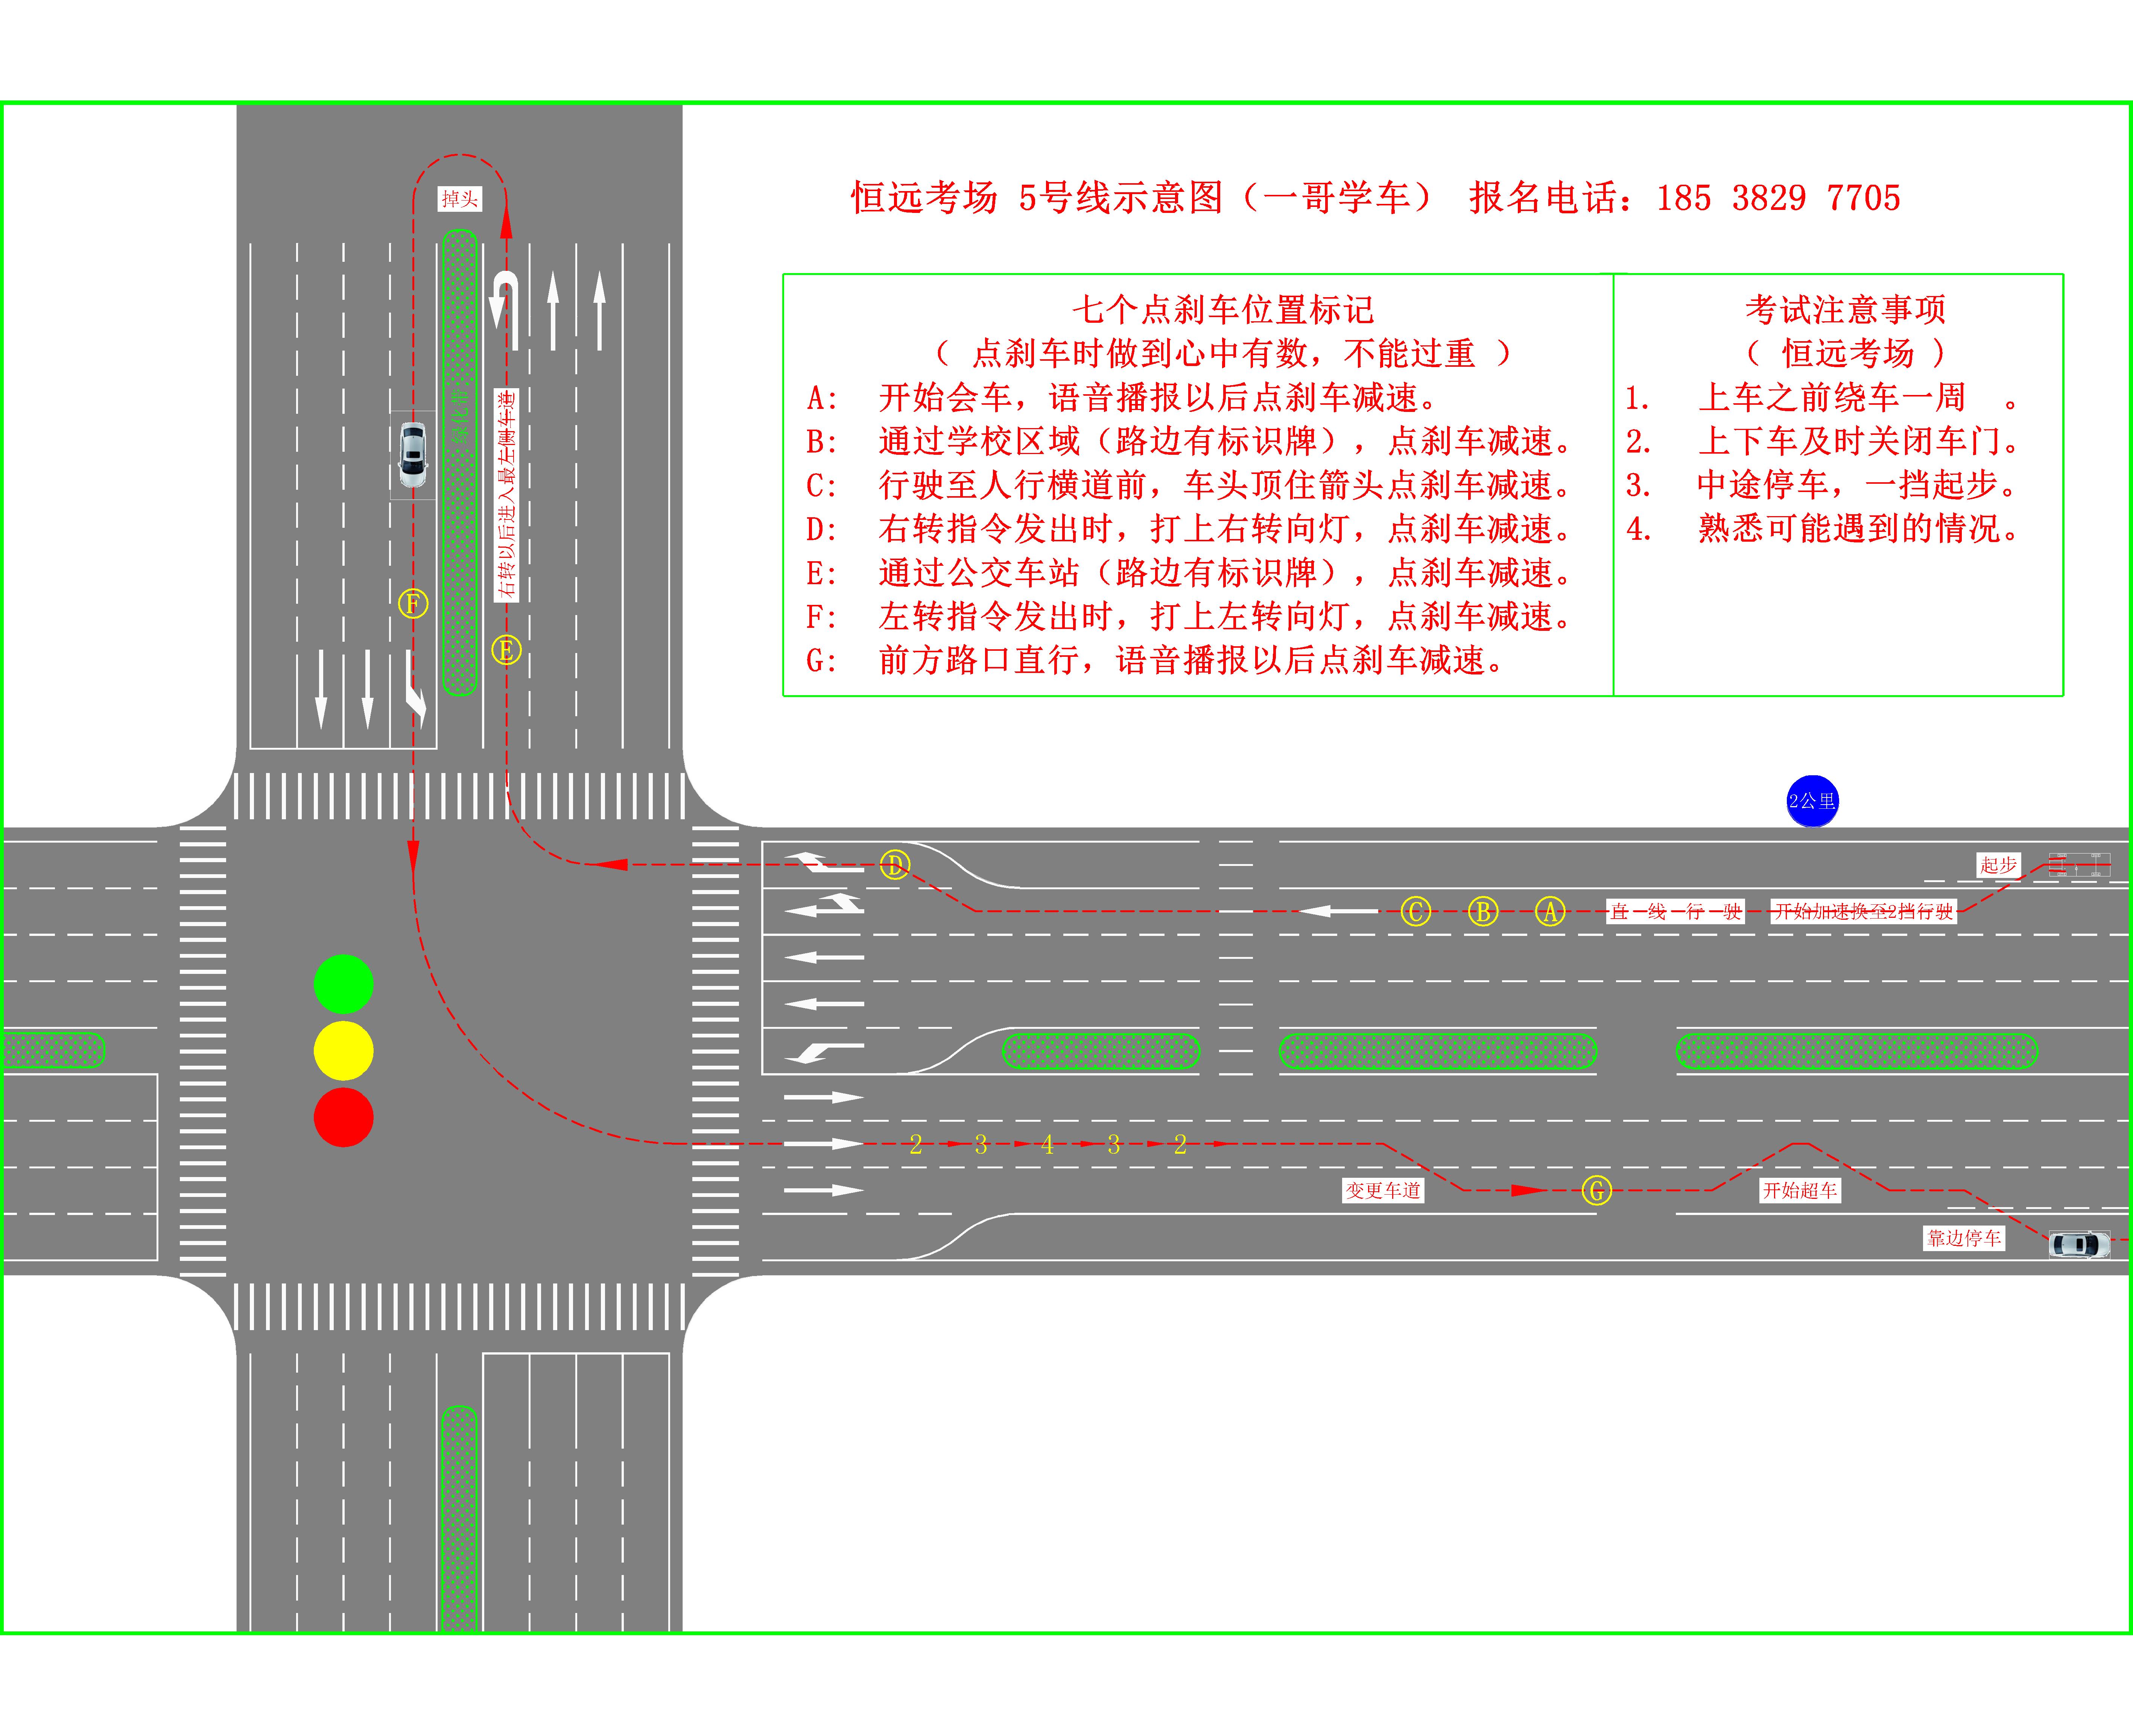 恒远考场 5号线示意图（一哥学车） 报名电话：185 3829 7705
七个点刹车位置标记
（ 点刹车时做到心中有数，不能过重 ）
A： 开始会车，语音播报以后点刹车减速。
B： 通过学校区域（路边有标识牌），点刹车减速。
C： 行驶至人行横道前，车头顶住箭头点刹车减速。
D： 右转指令发出时，打上右转向灯，点刹车减速。
E： 通过公交车站（路边有标识牌），点刹车减速。
F： 左转指令发出时，打上左转向灯，点刹车减速。
G： 前方路口直行，语音播报以后点刹车减速。
考试注意事项
（ 恒远考场 )
1. 上车之前绕车一周 。
2. 上下车及时关闭车门。
3. 中途停车，一挡起步。
4. 熟悉可能遇到的情况。
掉头
绿化带
右转以后进入最左侧车道
F
E
2公里
起步
D
C
B
A
直 线 行 驶
开始加速换至2挡行驶
2 3 4 3 2
变更车道
G
开始超车
靠边停车